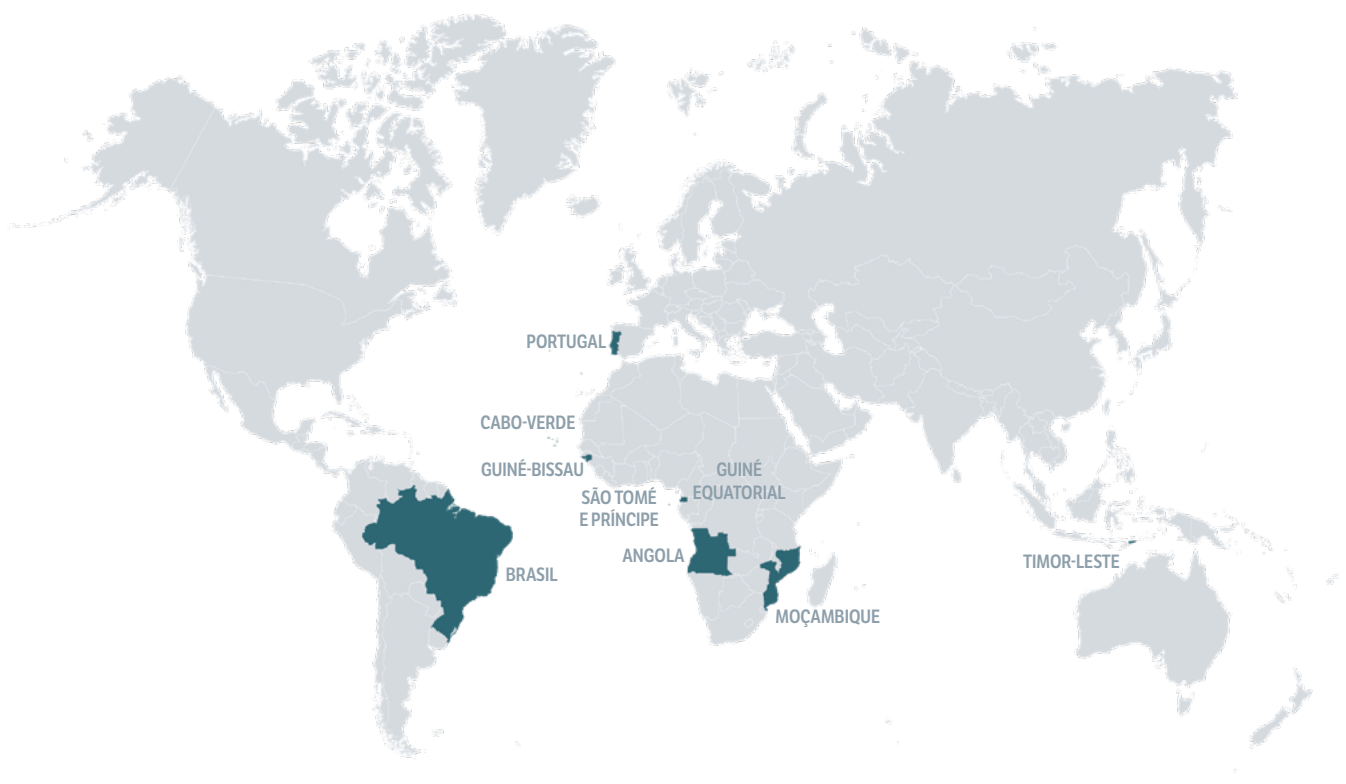 PORTUGAL
CABO-VERDE
GUINÉ-BISSAU
GUINÉ
EQUATORIAL
SÃO TOMÉ
E PRÍNCIPE
ANGOLA
BRASIL
MOÇAMBIQUE
TIMOR-LESTE